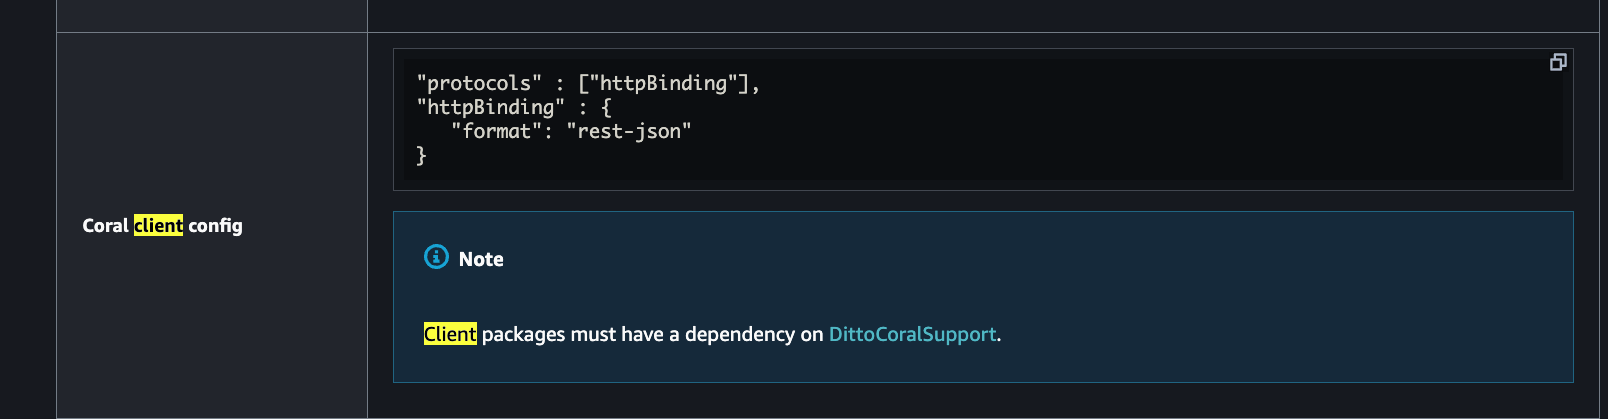 "protocols" : ["httpBinding"],
"httpBinding" : {
   "format": "rest-json"
}
Coral client config
Note
Client packages must have a dependency on DittoCoralSupport.